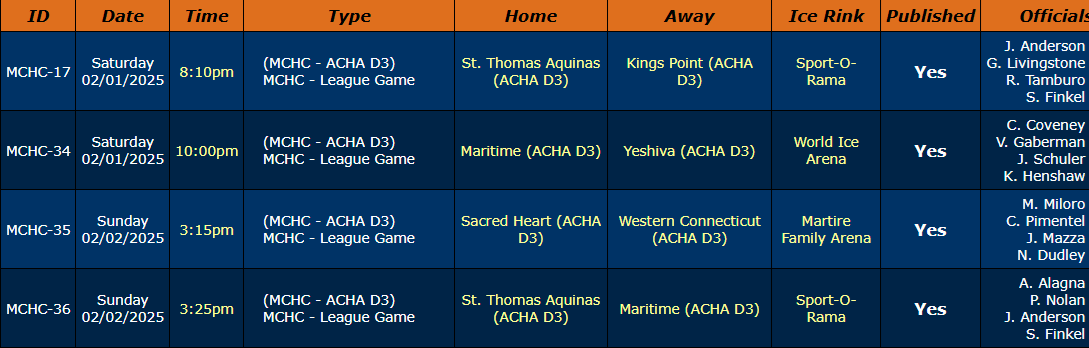 ID Date Time Type Home Away Ice Rink Published Officials
MCHC-17 Saturday 02/01/2025 8:10pm (MCHC - ACHA D3) MCHC - League Game St. Thomas Aquinas (ACHA D3) Kings Point (ACHA D3) Sport-O-Rama Yes J. Anderson G. Livingstone R. Tamburo S. Finkel
MCHC-34 Saturday 02/01/2025 10:00pm (MCHC - ACHA D3) MCHC - League Game Maritime (ACHA D3) Yeshiva (ACHA D3) World Ice Arena Yes C. Coveney V. Gaberman J. Schuler K. Henshaw
MCHC-35 Sunday 02/02/2025 3:15pm (MCHC - ACHA D3) MCHC - League Game Sacred Heart (ACHA D3) Western Connecticut (ACHA D3) Martire Family Arena Yes M. Miloro C. Pimentel J. Mazza N. Dudley
MCHC-36 Sunday 02/02/2025 3:25pm (MCHC - ACHA D3) MCHC - League Game St. Thomas Aquinas (ACHA D3) Maritime (ACHA D3) Sport-O-Rama Yes A. Alagna P. Nolan J. Anderson S. Finkel